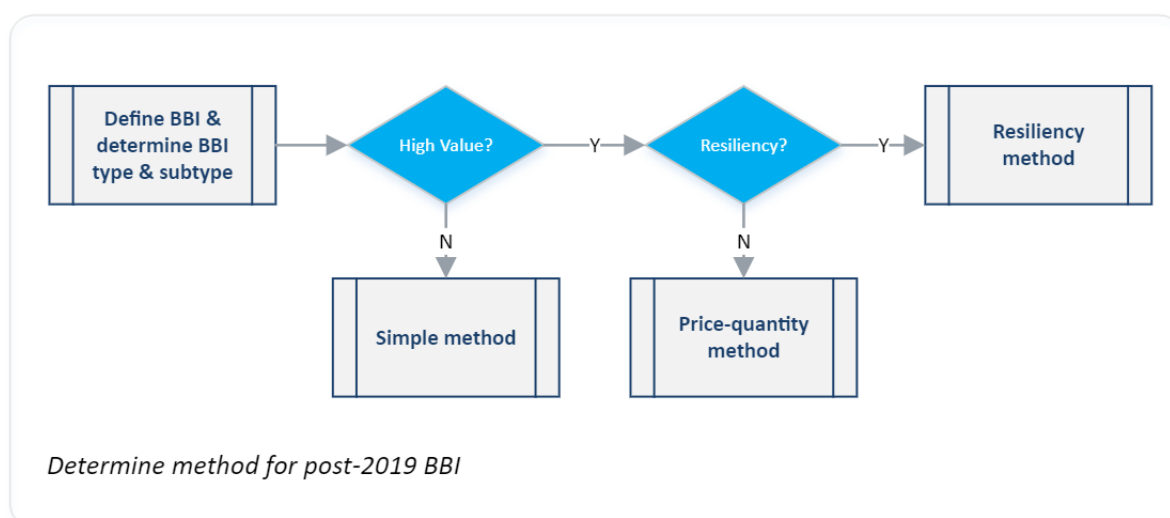 Define BBI &
determine BBI
type & subtype
High Value?
Y
Resiliency?
Y
Resiliency
method
N
N
Simple method
Price-quantity
method
Determine method for post-2019 BBI